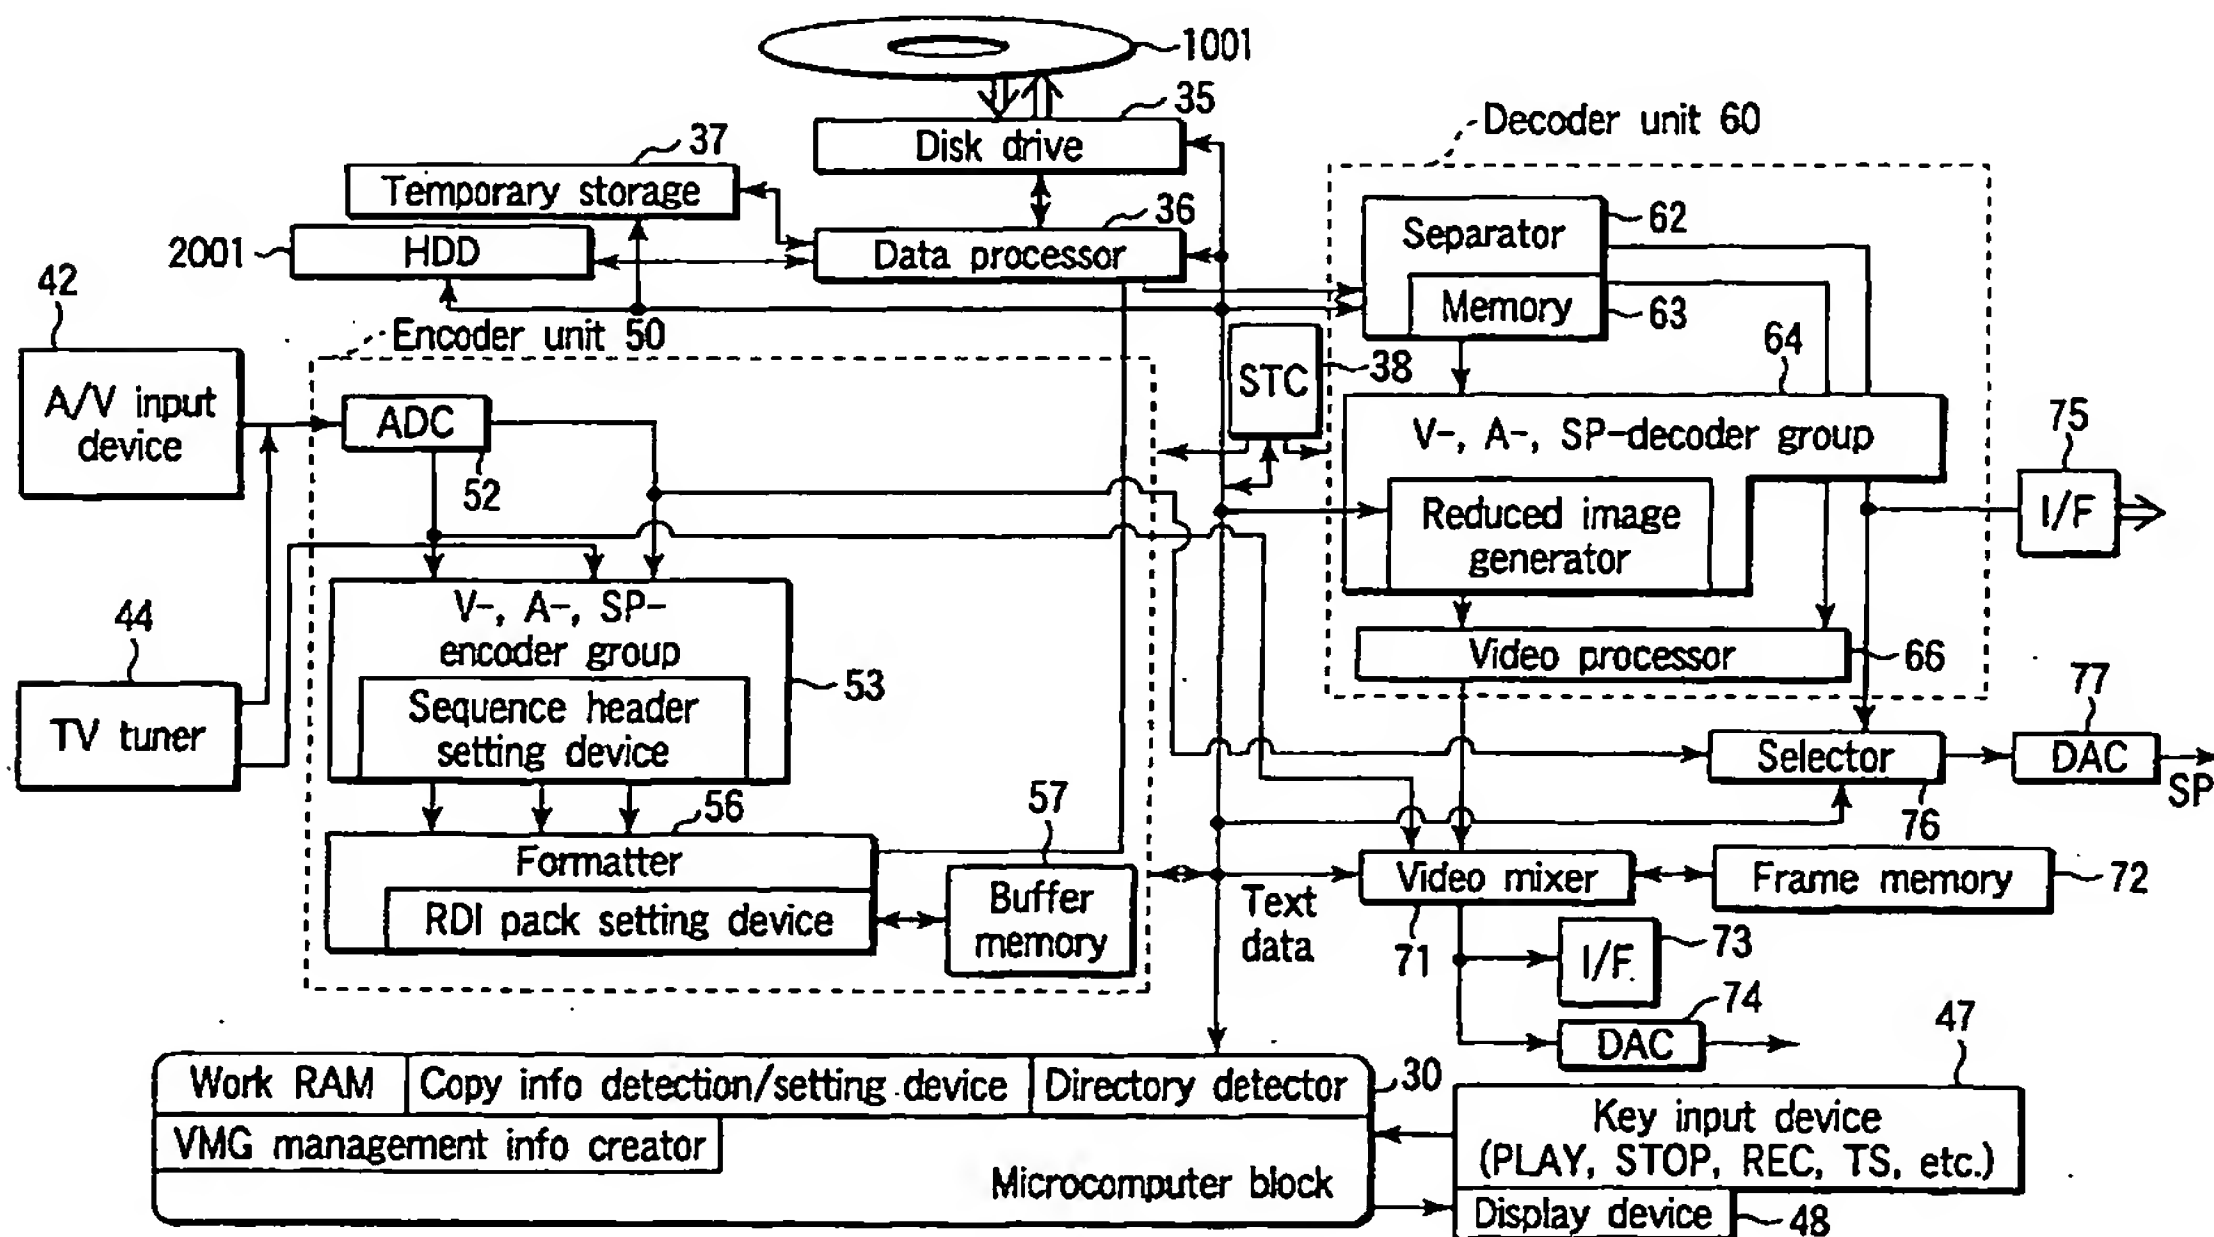 1001
35
Disk drive
37
Temporary storage
36
Data processor
2001
HDD
Decoder unit 60
Separator
62
Memory
63
42
A/V input
device
Encoder unit 50
ADC
52
STC
38
64
V-, A-, SP-decoder group
Reduced image
generator
75
I/F
Video processor
66
44
TV tuner
V-, A-, SP-
encoder group
53
Sequence header
setting device
56
Formatter
RDI pack setting device
57
Buffer
memory
Selector
76
77
DAC
SP
Text
data
Video mixer
71
Frame memory
72
I/F
73
DAC
74
Work RAM
Copy info detection/setting device
Directory detector
30
VMG management info creator
Microcomputer block
47
Key input device
(PLAY, STOP, REC, TS, etc.)
Display device
48